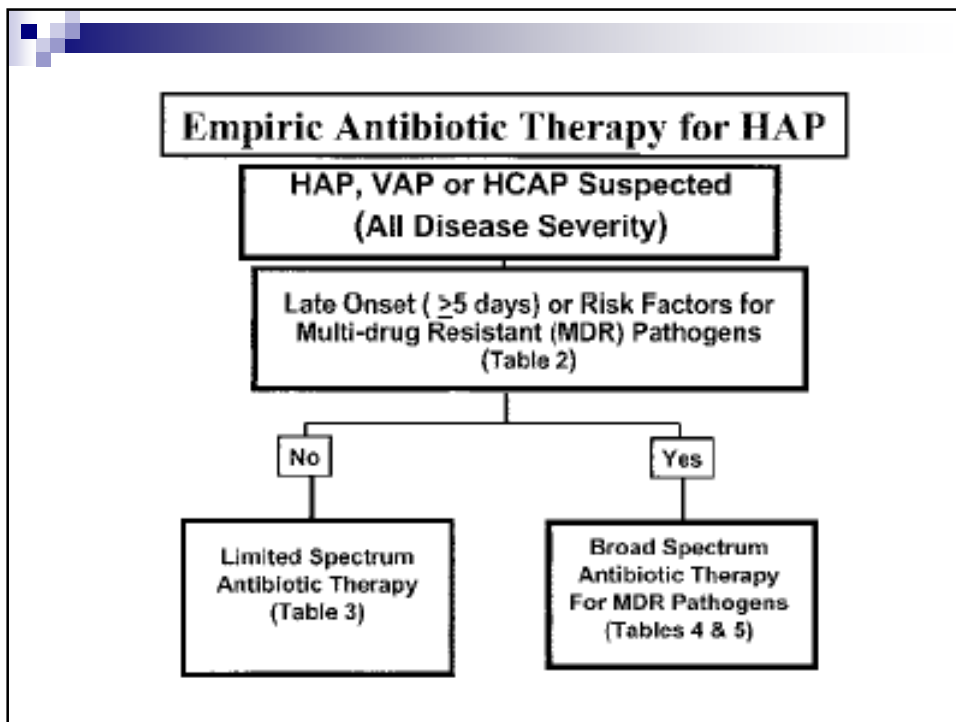 Empiric Antibiotic Therapy for HAP
HAP, VAP or HCAP Suspected
(All Disease Severity)
Late Onset ( ≥5 days) or Risk Factors for
Multi-drug Resistant (MDR) Pathogens
(Table 2)
No
Yes
Limited Spectrum
Antibiotic Therapy
(Table 3)
Broad Spectrum
Antibiotic Therapy
For MDR Pathogens
(Tables 4 & 5)